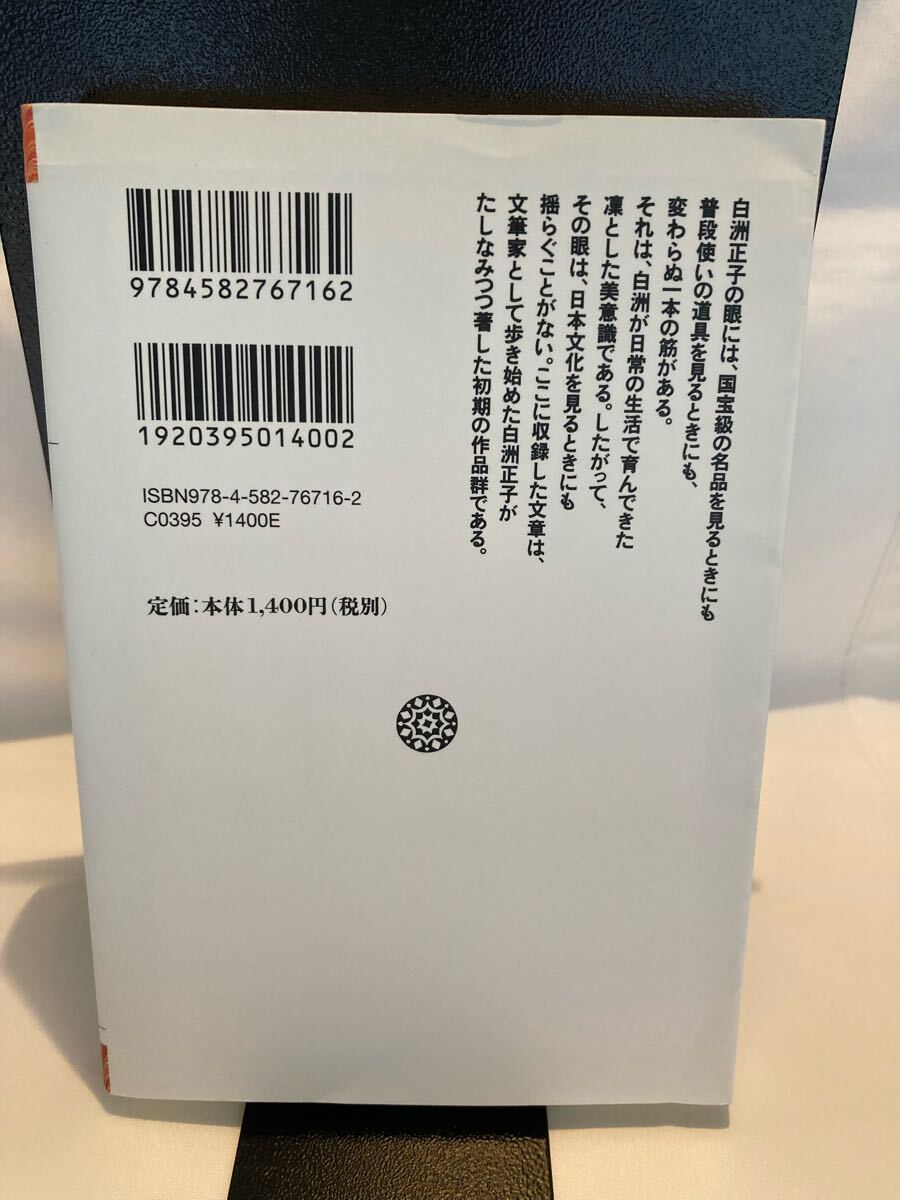 白洲正子の眼には、国宝級の名品を見るときにも
普段使いの道具を見るときにも、
変わらぬ一本の筋がある。
それは、白洲が日常の生活で育んできた
凜とした美意識である。したがって、
その眼は、日本文化を見るときにも
揺らぐことがない。ここに収録した文章は、
文筆家として歩き始めた白洲正子が
たしなみつつ著した初期の作品群である。
9784582767162
1920395014002
ISBN978-4-582-76716-2
C0395 ¥1400E
定価：本体1,400円（税別）